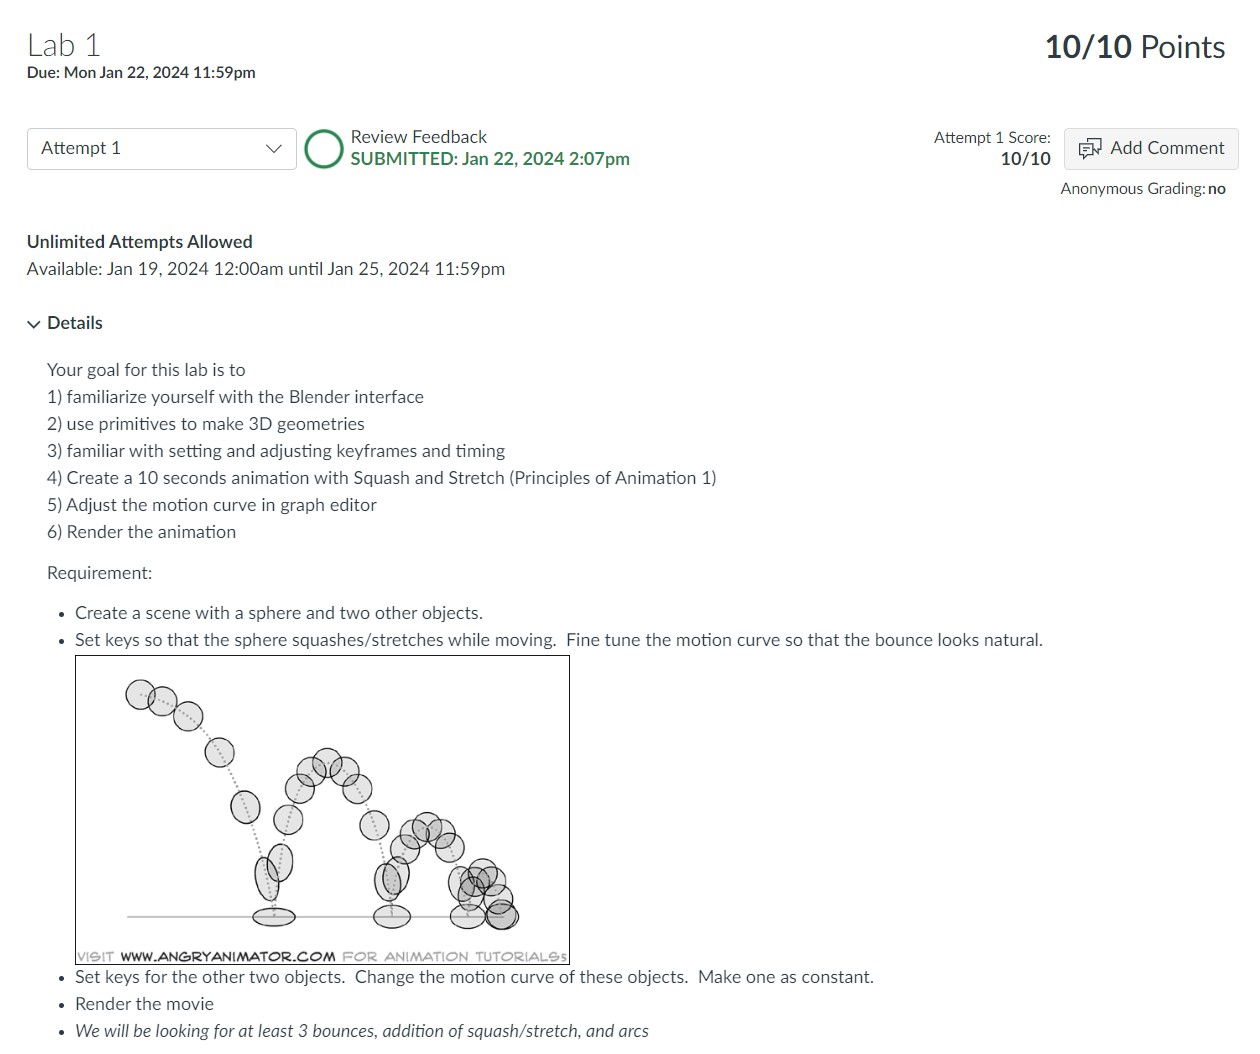 Lab 1
10/10 Points
Due: Mon Jan 22, 2024 11:59pm
Attempt 1
Review Feedback
SUBMITTED: Jan 22, 2024 2:07pm
Attempt 1 Score:
10/10
Add Comment
Anonymous Grading: no
Unlimited Attempts Allowed
Available: Jan 19, 2024 12:00am until Jan 25, 2024 11:59pm
Details
Your goal for this lab is to
1) familiarize yourself with the Blender interface
2) use primitives to make 3D geometries
3) familiar with setting and adjusting keyframes and timing
4) Create a 10 seconds animation with Squash and Stretch (Principles of Animation 1)
5) Adjust the motion curve in graph editor
6) Render the animation
Requirement:
• Create a scene with a sphere and two other objects.
• Set keys so that the sphere squashes/stretches while moving.  Fine tune the motion curve so that the bounce looks natural.
VISIT WWW.ANGRYANIMATOR.COM FOR ANIMATION TUTORIALS
• Set keys for the other two objects.  Change the motion curve of these objects.  Make one as constant.
• Render the movie
• We will be looking for at least 3 bounces, addition of squash/stretch, and arcs